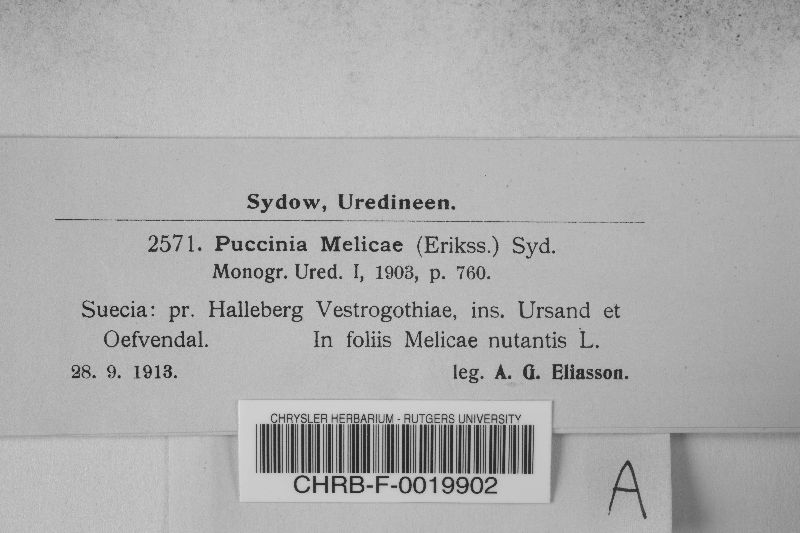 Sydow, Uredineen.
2571. Puccinia Melicae (Erikss.) Syd.
Monogr. Ured. I, 1903, p. 760.
Suecia: pr. Halleberg Vestrogothiae, ins. Ursand et
Oefvendal. In foliis Melicae nutantis L.
28. 9. 1913. leg. A. G. Eliasson.
CHRYSLER HERBARIUM - RUTGERS UNIVERSITY
CHRB-F-0019902
A